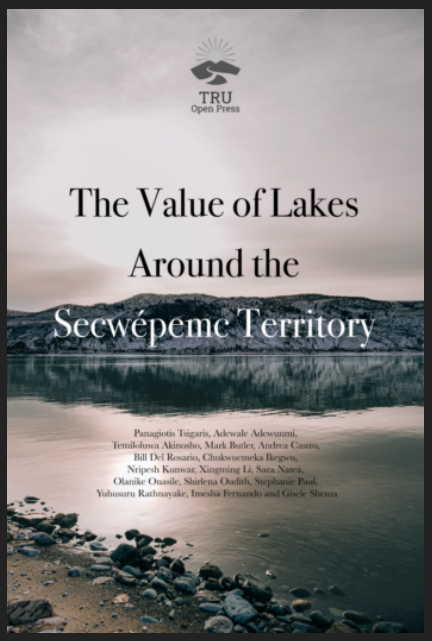 TRU
Open Press
The Value of Lakes
Around the
Secwépemc Territory
Panagiotis Tsigaris, Adewale Adewunmi,
Temiloluwa Akinosho, Mark Butler, Andrea Castro,
Bill Del Rosario, Chukwuemeka Ikegwu,
Nripesh Kunwar, Xingming Li, Sara Natea,
Olanike Onasile, Shirlena Oudith, Stephanie Paul,
Yuhusuru Rathnayake, Imesha Fernando and Gisele Shema